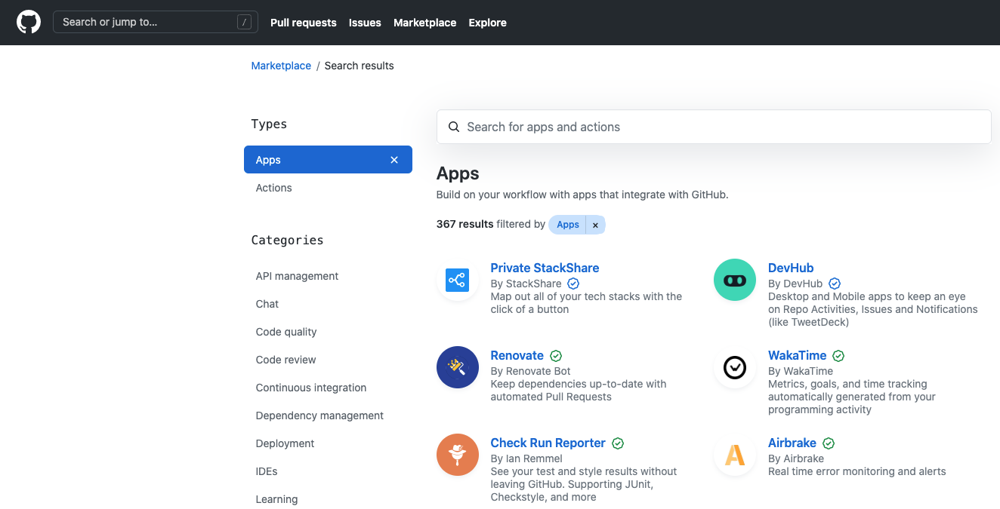 Search or jump to... /
Pull requests
Issues
Marketplace
Explore
Marketplace / Search results
Types
Apps
Actions
Categories
API management
Chat
Code quality
Code review
Continuous integration
Dependency management
Deployment
IDEs
Learning
Search for apps and actions
Apps
Build on your workflow with apps that integrate with GitHub.
367 results filtered by Apps ×
Private StackShare
By StackShare
Map out all of your tech stacks with the
click of a button
DevHub
By DevHub
Desktop and Mobile apps to keep an eye
on Repo Activities, Issues and Notifications
(like TweetDeck)
Renovate
By Renovate Bot
Keep dependencies up-to-date with
automated Pull Requests
WakaTime
By WakaTime
Metrics, goals, and time tracking
automatically generated from your
programming activity
Check Run Reporter
By Ian Remmel
See your test and style results without
leaving GitHub. Supporting JUnit,
Checkstyle, and more
Airbrake
By Airbrake
Real time error monitoring and alerts